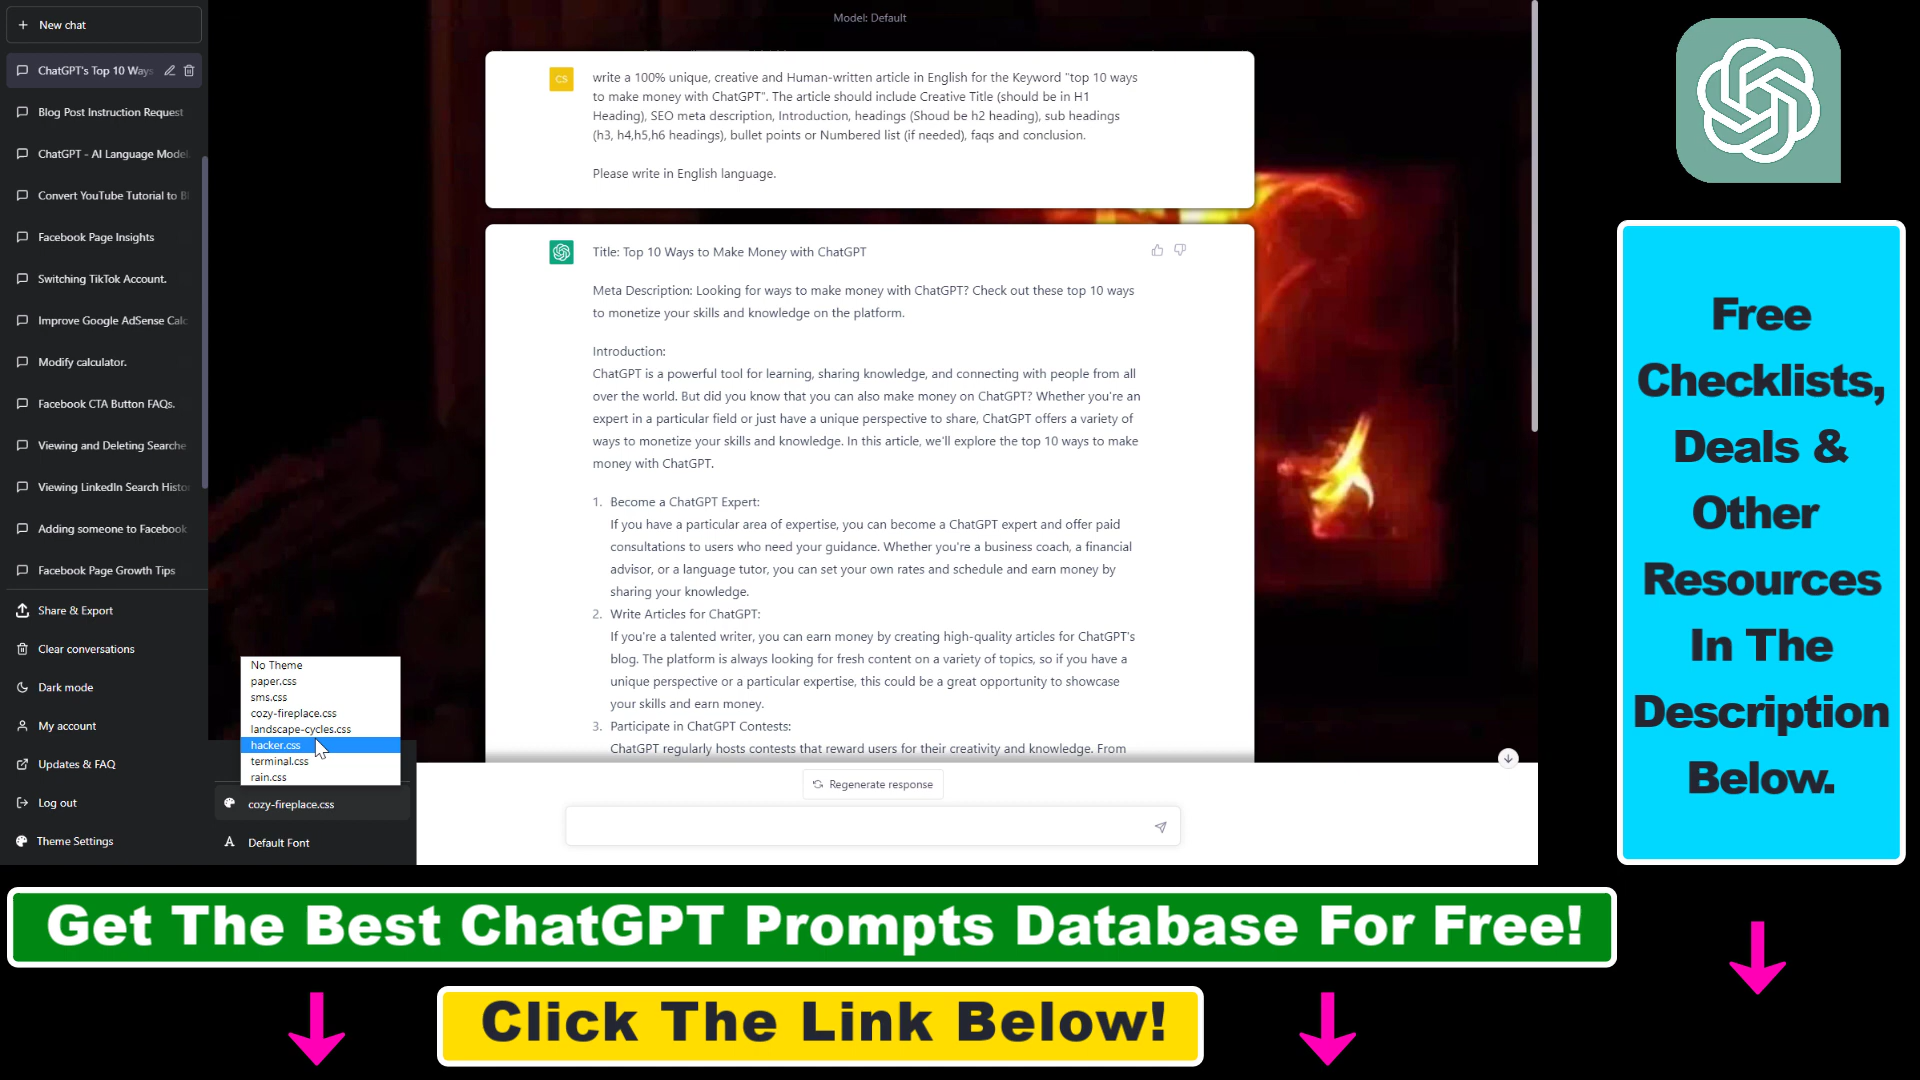 New chat
ChatGPT's Top 10 Ways
Blog Post Instruction Request
ChatGPT - AI Language Model
Convert YouTube Tutorial to Bl
Facebook Page Insights
Switching TikTok Account.
Improve Google AdSense Calc
Modify calculator.
Facebook CTA Button FAQs.
Viewing and Deleting Searche
Viewing LinkedIn Search Histo
Adding someone to Facebook
Facebook Page Growth Tips
Share & Export
Clear conversations
Dark mode
My account
Updates & FAQ
Log out
Theme Settings
No Theme
paper.css
sms.css
cozy-fireplace.css
landscape-cycles.css
hacker.css
terminal.css
rain.css
cozy-fireplace.css
Default Font
Model: Default
CS
write a 100% unique, creative and Human-written article in English for the Keyword "top 10 ways
to make money with ChatGPT". The article should include Creative Title (should be in H1
Heading), SEO meta description, Introduction, headings (Shoud be h2 heading), sub headings
(h3, h4,h5,h6 headings), bullet points or Numbered list (if needed), faqs and conclusion.
Please write in English language.
Title: Top 10 Ways to Make Money with ChatGPT
Meta Description: Looking for ways to make money with ChatGPT? Check out these top 10 ways
to monetize your skills and knowledge on the platform.
Introduction:
ChatGPT is a powerful tool for learning, sharing knowledge, and connecting with people from all
over the world. But did you know that you can also make money on ChatGPT? Whether you're an
expert in a particular field or just have a unique perspective to share, ChatGPT offers a variety of
ways to monetize your skills and knowledge. In this article, we'll explore the top 10 ways to make
money with ChatGPT.
1. Become a ChatGPT Expert:
If you have a particular area of expertise, you can become a ChatGPT expert and offer paid
consultations to users who need your guidance. Whether you're a business coach, a financial
advisor, or a language tutor, you can set your own rates and schedule and earn money by
sharing your knowledge.
2. Write Articles for ChatGPT:
If you're a talented writer, you can earn money by creating high-quality articles for ChatGPT's
blog. The platform is always looking for fresh content on a variety of topics, so if you have a
unique perspective or a particular expertise, this could be a great opportunity to showcase
your skills and earn money.
3. Participate in ChatGPT Contests:
ChatGPT regularly hosts contests that reward users for their creativity and knowledge. From
Regenerate response
Free
Checklists,
Deals &
Other
Resources
In The
Description
Below.
Get The Best ChatGPT Prompts Database For Free!
Click The Link Below!